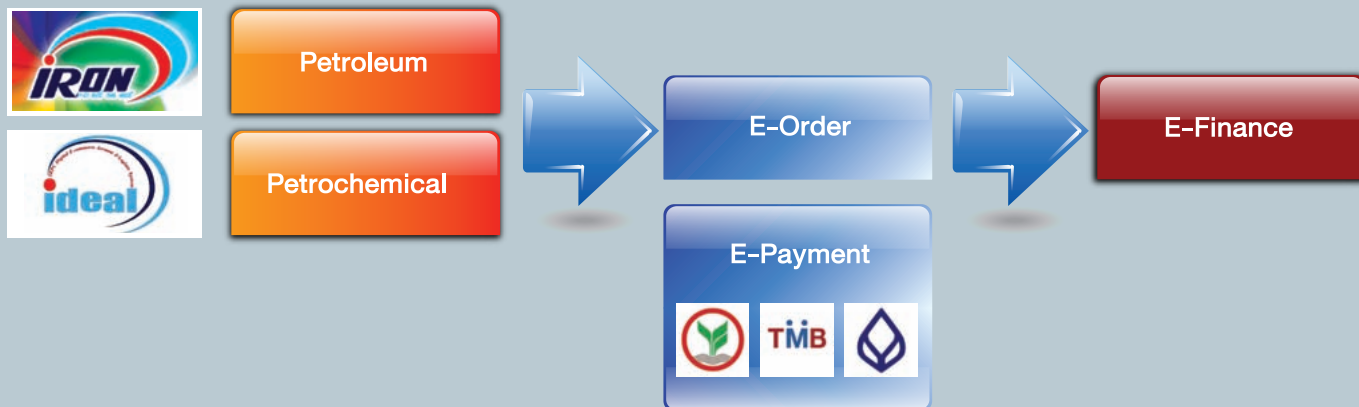 IRON
Petroleum
ideal
Petrochemical
E-Order
E-Payment
TMB
E-Finance